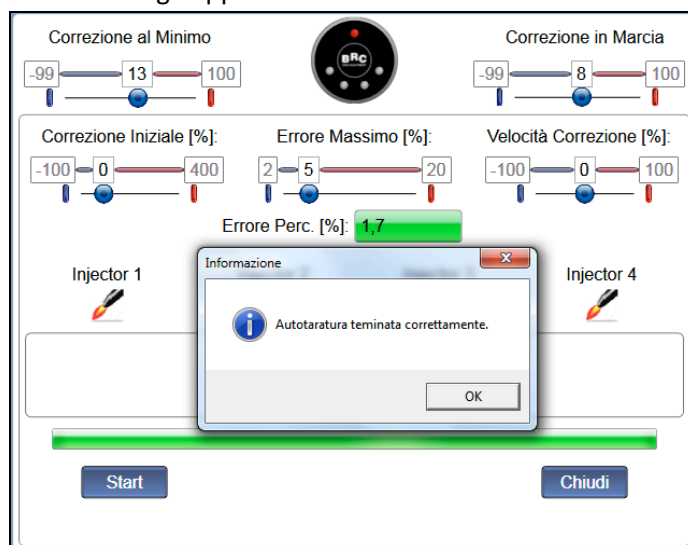 Correzione al Minimo
Correzione in Marcia
-99 13 100
BRC
-99 8 100
Correzione Iniziale [%]: Errore Massimo [%]: Velocità Correzione [%]:
-100 0 400 2 5 20 -100 0 100
Errore Perc. [%]: 1,7
Informazione
Injector 1
Injector 4
Autotaratura teminata correttamente.
OK
Start
Chiudi